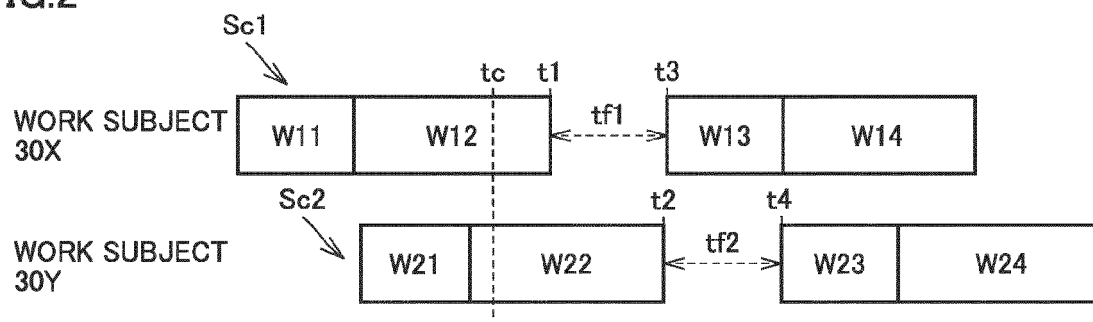 IG.2
Sc1
tc t1 t3
WORK SUBJECT
30X
W11 W12 tf1 W13 W14
Sc2
t2 t4
WORK SUBJECT
30Y
W21 W22 tf2 W23 W24